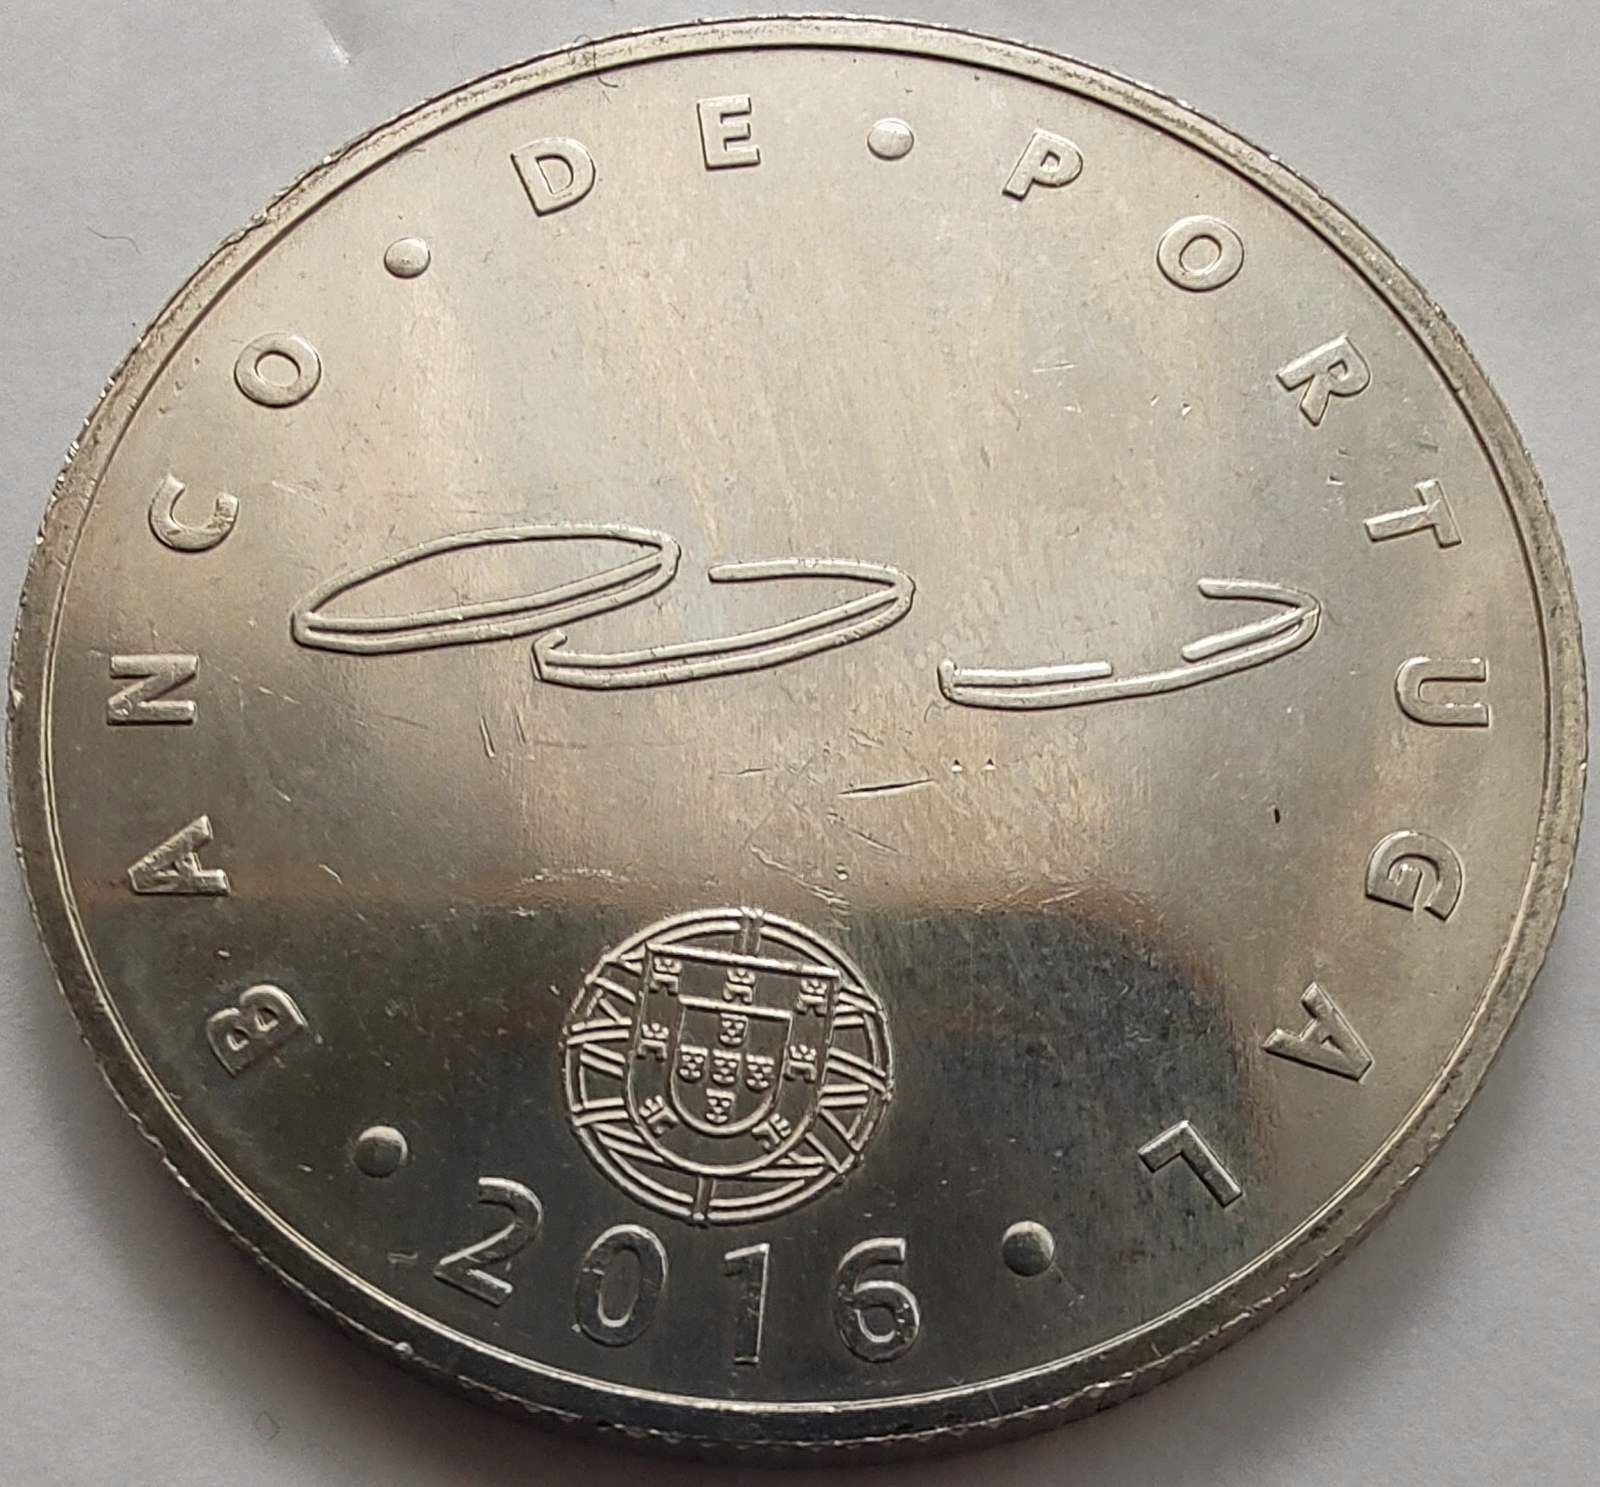 BANCO • DE • PORTUGAL
• 2016 •